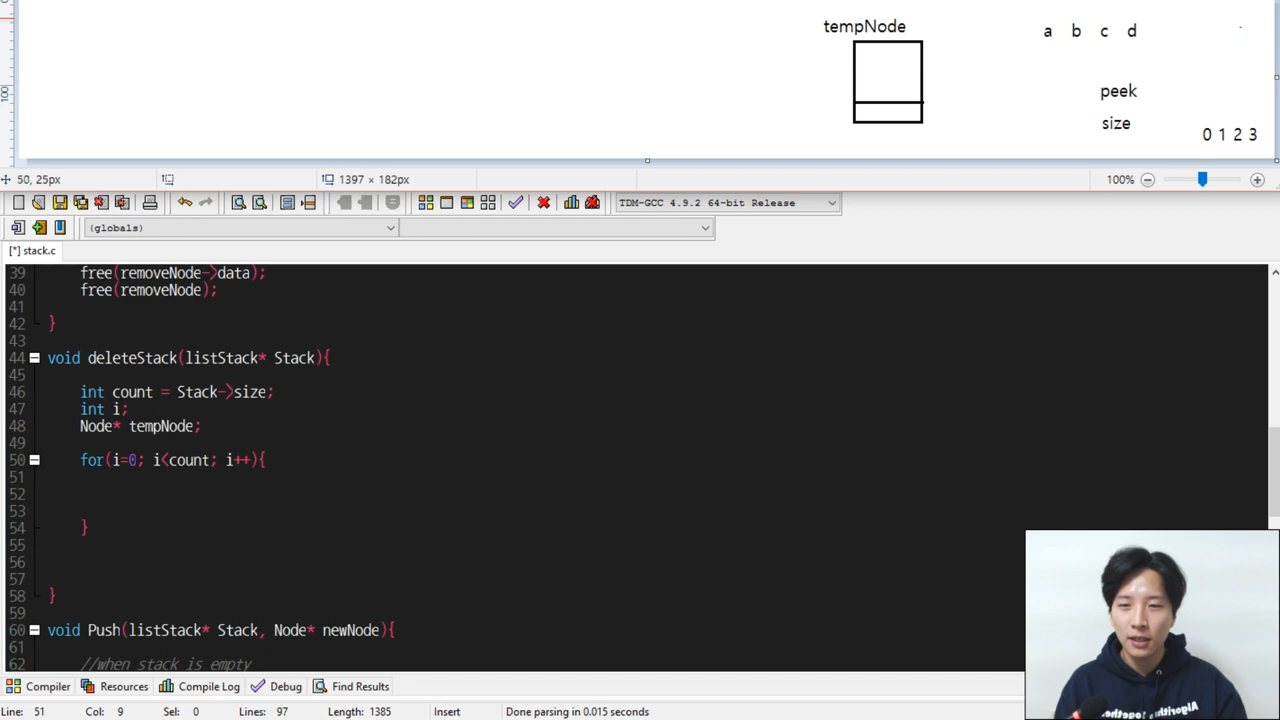 tempNode
a b c d
peek
size
0 1 2 3
100
50, 25px
1397 × 182px
100%
TDM-GCC 4.9.2 64-bit Release
(globals)
[*] stack.c
39 free(removeNode->data);
40 free(removeNode);
41
42 }
43
44 void deleteStack(listStack* Stack){
45
46 int count = Stack->size;
47 int i;
48 Node* tempNode;
49
50 for(i=0; i<count; i++){
51
52
53
54 }
55
56
57
58 }
59
60 void Push(listStack* Stack, Node* newNode){
61
62 //when stack is empty
Compiler Resources Compile Log Debug Find Results
Line: 51 Col: 9 Sel: 0 Lines: 97 Length: 1385 Insert Done parsing in 0.015 seconds